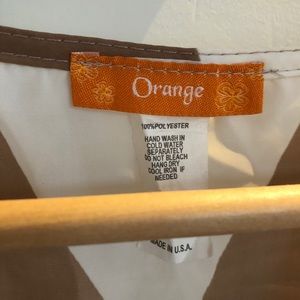 Orange
100%POLYESTER
HAND WASH IN
COLD WATER
SEPARATELY
DO NOT BLEACH
HANG DRY
COOL IRON IF
NEEDED
MADE IN U.S.A.